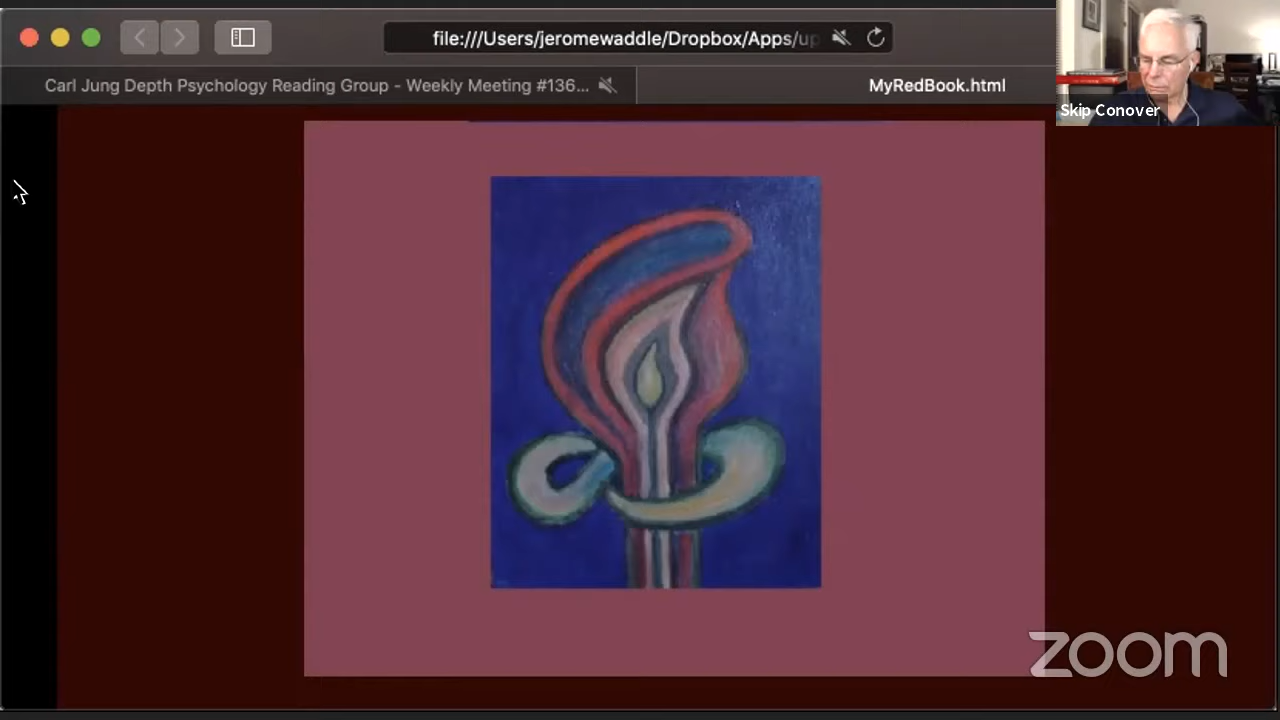 file:///Users/jeromewaddle/Dropbox/Apps/up
Carl Jung Depth Psychology Reading Group - Weekly Meeting #136...
MyRedBook.html
Skip Conover
zoom